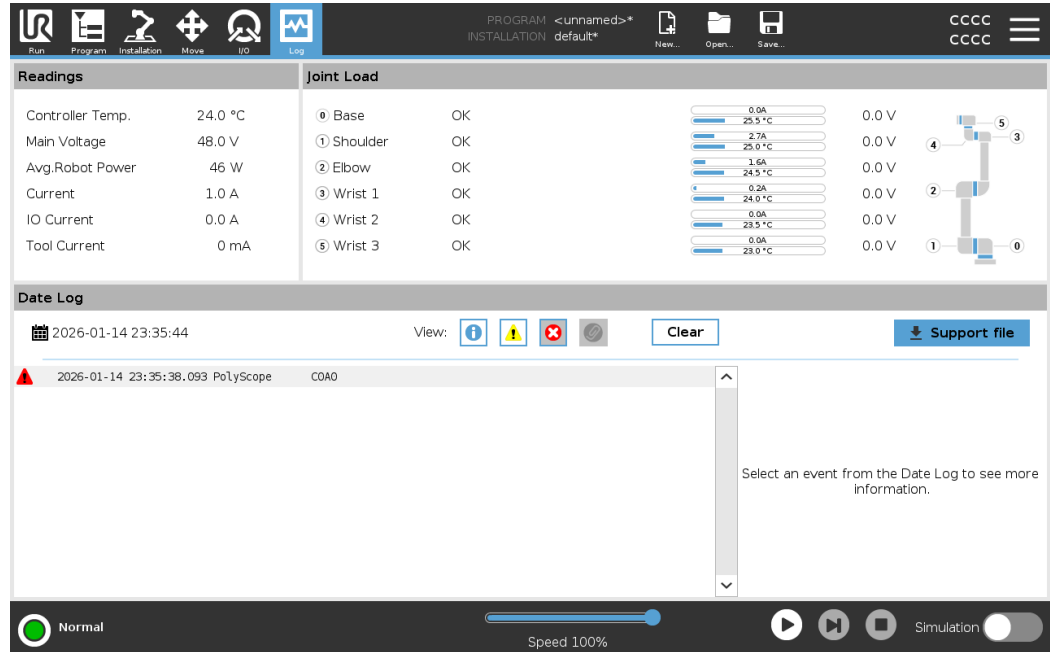 PROGRAM <unnamed>*
INSTALLATION default*
Run Program Installation Move I/O Log New... Open... Save...
CCCC
CCCC
Readings
Controller Temp. 24.0 °C
Main Voltage 48.0 V
Avg.Robot Power 46 W
Current 1.0 A
IO Current 0.0 A
Tool Current 0 mA
Joint Load
0 Base OK 0.0A 25.5 °C 0.0 V
1 Shoulder OK 2.7A 25.0 °C 0.0 V
2 Elbow OK 1.6A 24.5 °C 0.0 V
3 Wrist 1 OK 0.2A 24.0 °C 0.0 V
4 Wrist 2 OK 0.0A 23.5 °C 0.0 V
5 Wrist 3 OK 0.0A 23.0 °C 0.0 V
5
3
4
2
1 0
Date Log
2026-01-14 23:35:44 View: Clear Support file
2026-01-14 23:35:38.093 PolyScope C0A0
Select an event from the Date Log to see more
information.
Normal
Speed 100%
Simulation